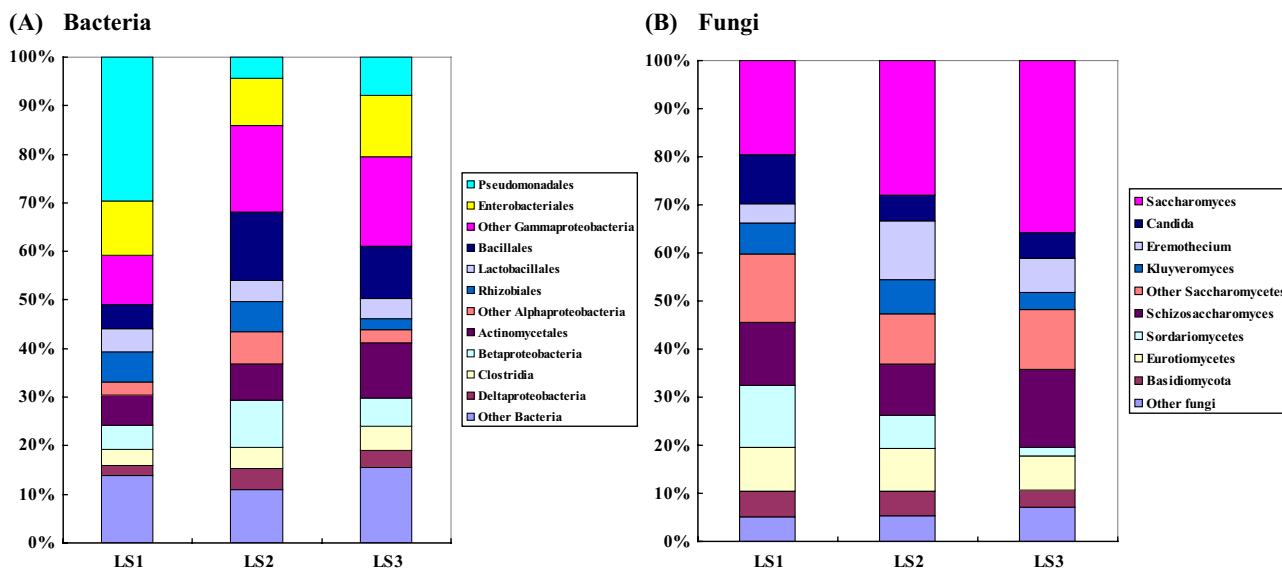 (A) Bacteria
100%
90%
80%
70%
60%
50%
40%
30%
20%
10%
0%
LS1 LS2 LS3
Pseudomonadales
Enterobacteriales
Other Gammaproteobacteria
Bacillales
Lactobacillales
Rhizobiales
Other Alphaproteobacteria
Actinomycetales
Betaproteobacteria
Clostridia
Deltaproteobacteria
Other Bacteria
(B) Fungi
100%
90%
80%
70%
60%
50%
40%
30%
20%
10%
0%
LS1 LS2 LS3
Saccharomyces
Candida
Eremothecium
Kluyveromyces
Other Saccharomycetes
Schizosaccharomyces
Sordariomycetes
Eurotiomycetes
Basidiomycota
Other fungi